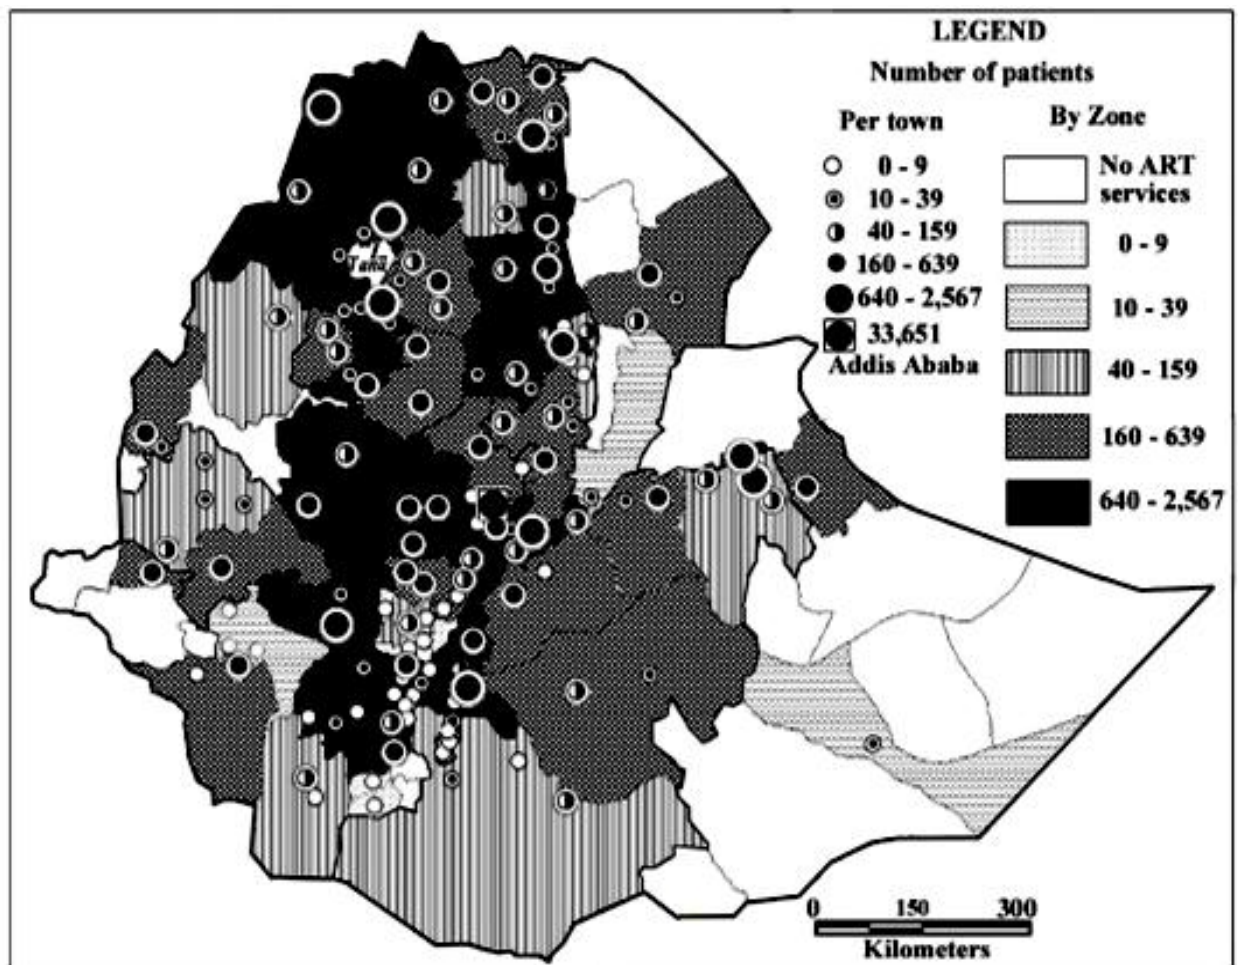 LEGEND
Number of patients
Per town
0 - 9
10 - 39
40 - 159
160 - 639
640 - 2,567
33,651
Addis Ababa
By Zone
No ART
services
0 - 9
10 - 39
40 - 159
160 - 639
640 - 2,567
Tana
0 150 300
Kilometers